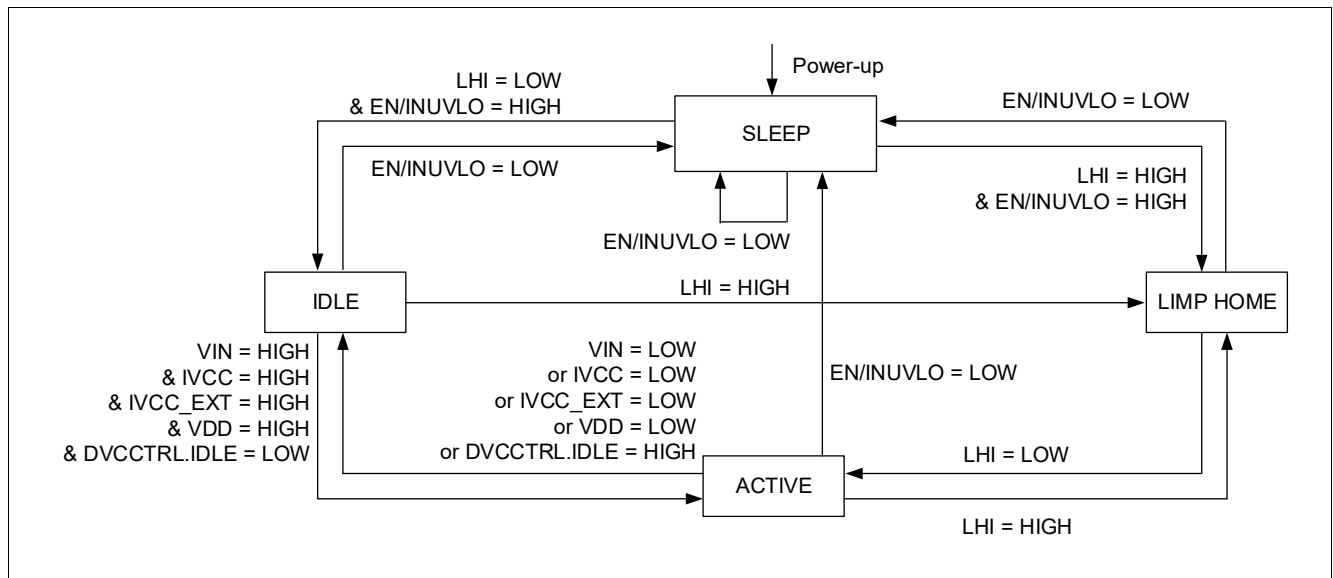 Power-up
LHI = LOW
& EN/INUVLO = HIGH
EN/INUVLO = LOW
SLEEP
EN/INUVLO = LOW
LHI = HIGH
& EN/INUVLO = HIGH
EN/INUVLO = LOW
IDLE
LHI = HIGH
LIMP HOME
VIN = HIGH
& IVCC = HIGH
& IVCC_EXT = HIGH
& VDD = HIGH
& DVCCTRL.IDLE = LOW
VIN = LOW
or IVCC = LOW
or IVCC_EXT = LOW
or VDD = LOW
or DVCCTRL.IDLE = HIGH
EN/INUVLO = LOW
ACTIVE
LHI = LOW
LHI = HIGH